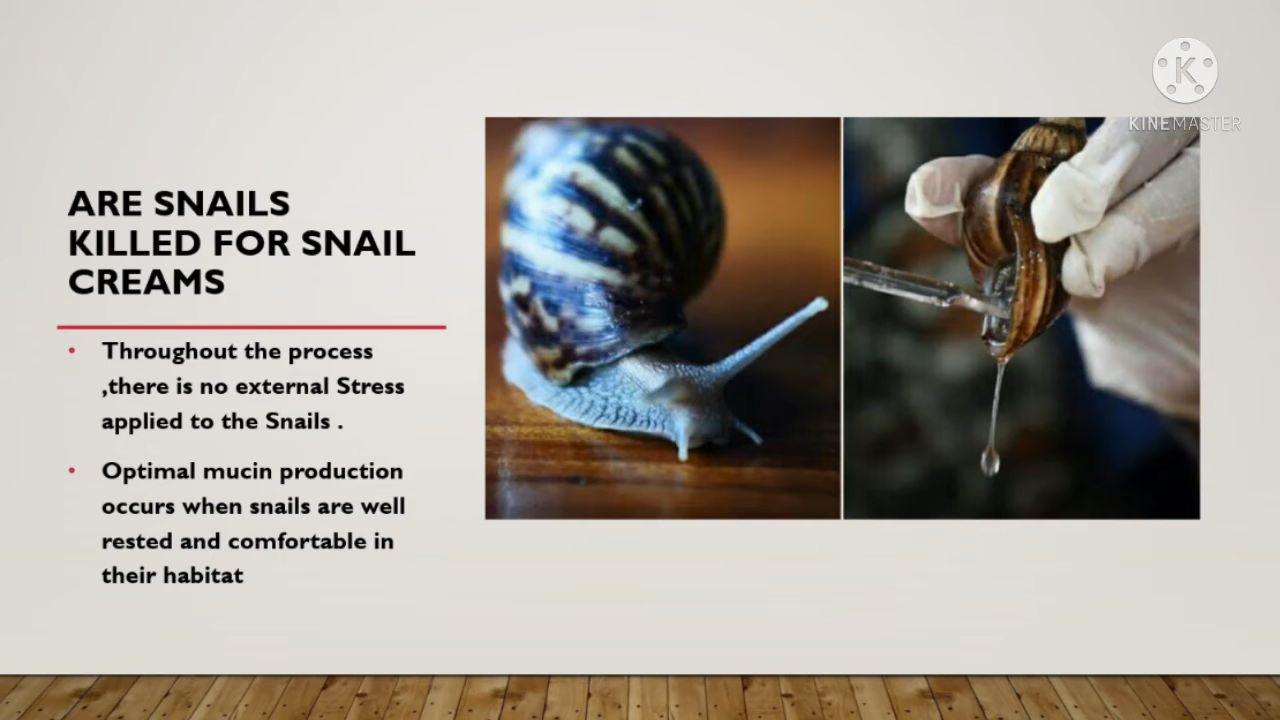 ARE SNAILS
KILLED FOR SNAIL
CREAMS
• Throughout the process
,there is no external Stress
applied to the Snails .
• Optimal mucin production
occurs when snails are well
rested and comfortable in
their habitat
K
KINEMASTER